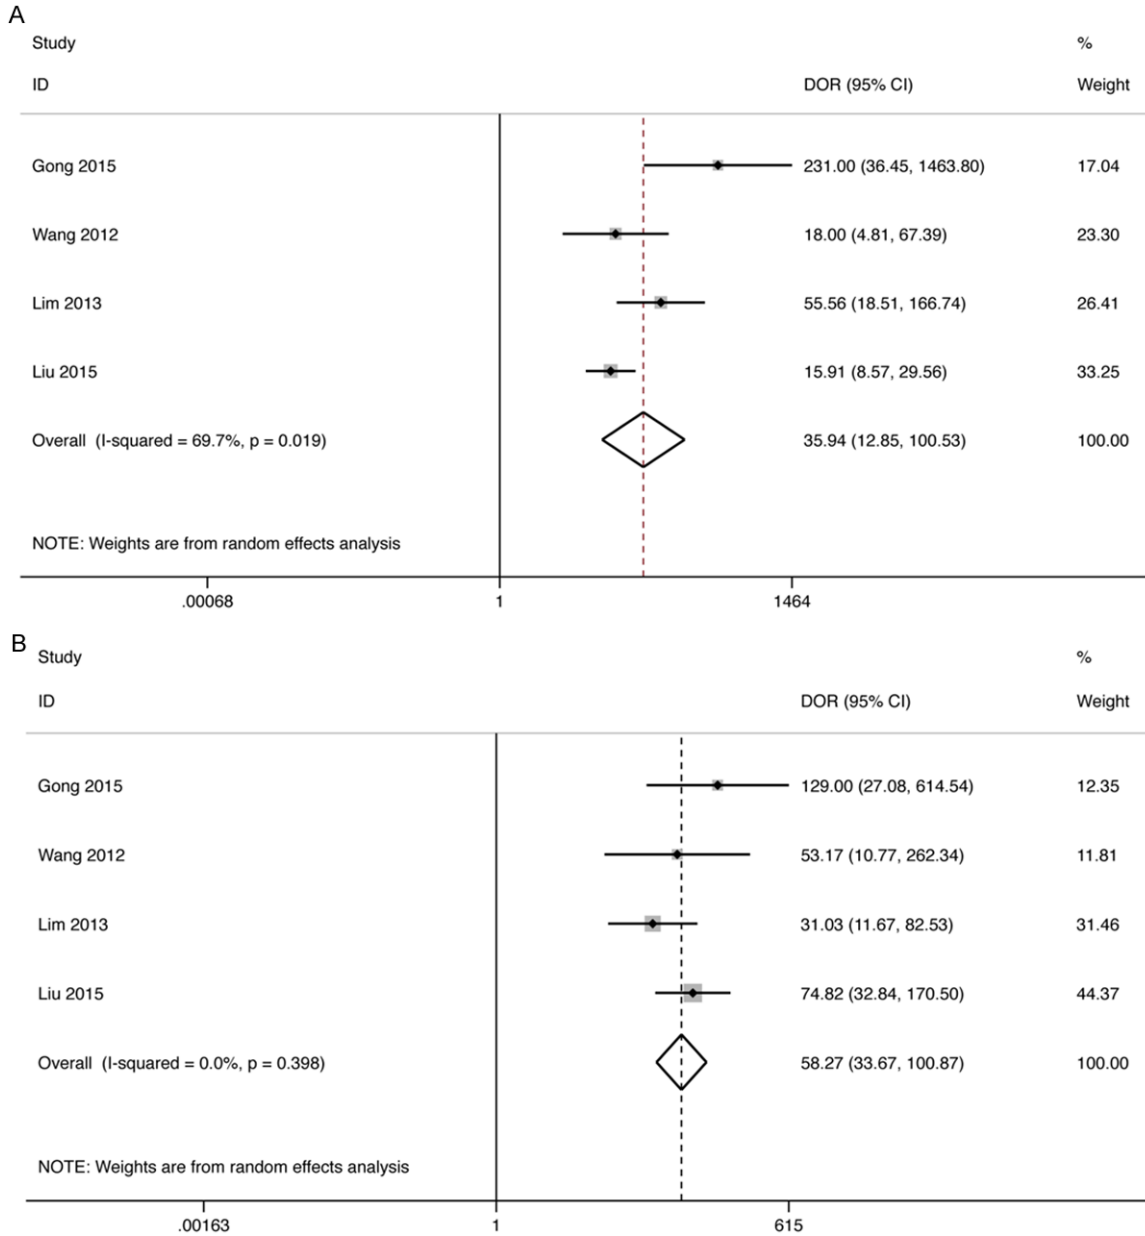 A
Study %
ID DOR (95% CI) Weight
Gong 2015 231.00 (36.45, 1463.80) 17.04
Wang 2012 18.00 (4.81, 67.39) 23.30
Lim 2013 55.56 (18.51, 166.74) 26.41
Liu 2015 15.91 (8.57, 29.56) 33.25
Overall (I-squared = 69.7%, p = 0.019) 35.94 (12.85, 100.53) 100.00
NOTE: Weights are from random effects analysis
.00068 1 1464
B
Study %
ID DOR (95% CI) Weight
Gong 2015 129.00 (27.08, 614.54) 12.35
Wang 2012 53.17 (10.77, 262.34) 11.81
Lim 2013 31.03 (11.67, 82.53) 31.46
Liu 2015 74.82 (32.84, 170.50) 44.37
Overall (I-squared = 0.0%, p = 0.398) 58.27 (33.67, 100.87) 100.00
NOTE: Weights are from random effects analysis
.00163 1 615